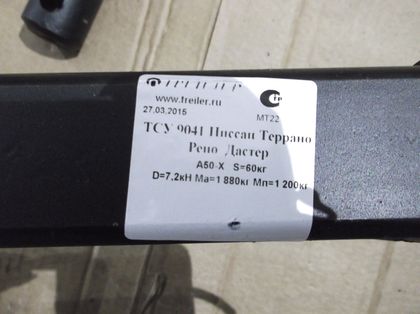 www.freiler.ru
27.03.2015
МТ22
ТСУ 9041 Ниссан Террано
Рено Дастер
А50-Х S=60кг
D=7.2кН Ма=1 880кг Мп=1 200кг